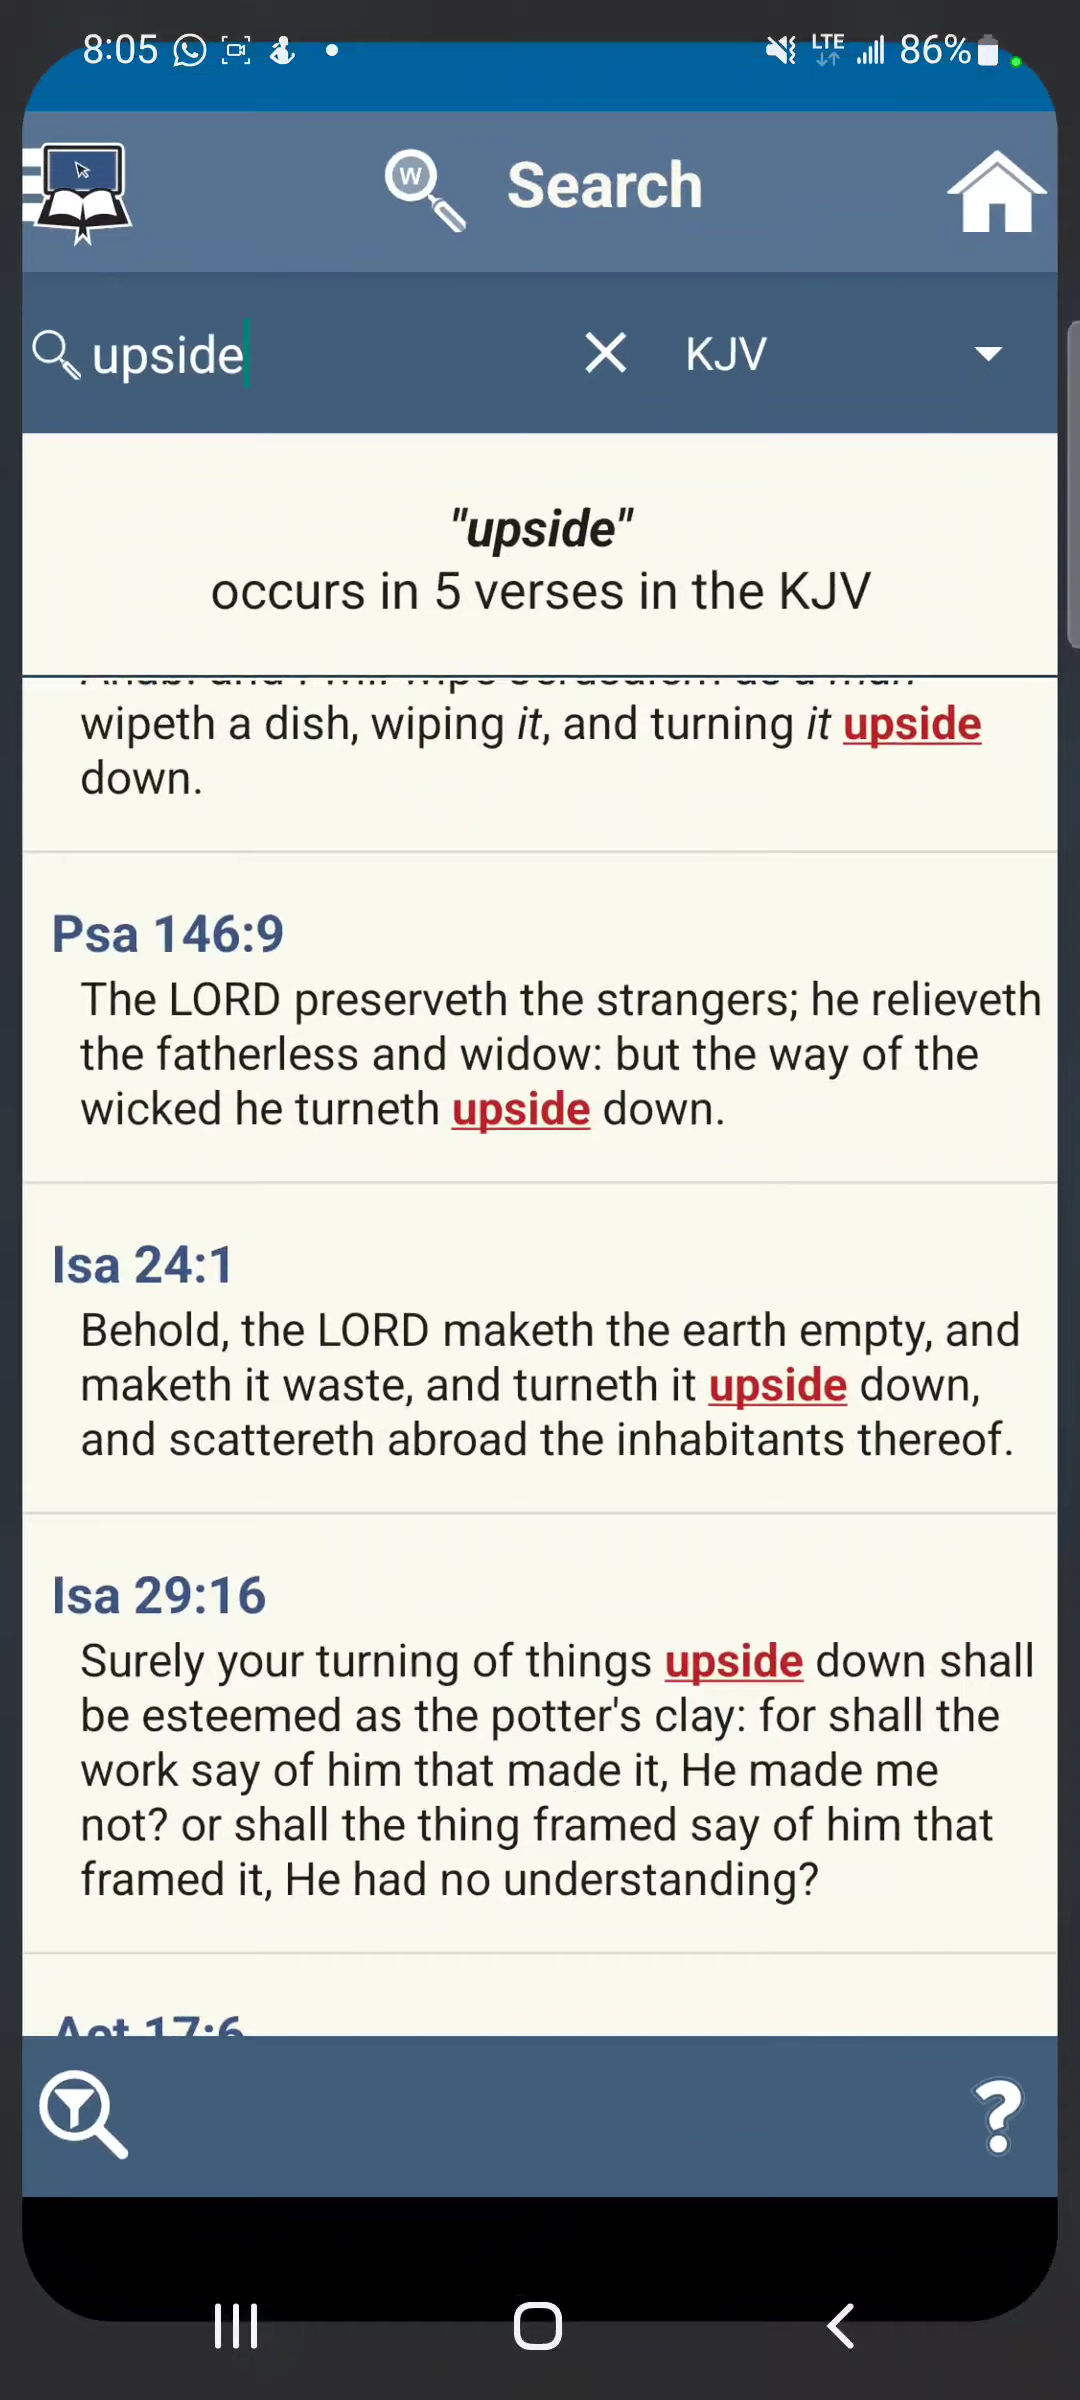 8:05 LTE 86%
W Search
upside KJV
"upside"
occurs in 5 verses in the KJV
wipeth a dish, wiping it, and turning it upside
down.
Psa 146:9
The LORD preserveth the strangers; he relieveth
the fatherless and widow: but the way of the
wicked he turneth upside down.
Isa 24:1
Behold, the LORD maketh the earth empty, and
maketh it waste, and turneth it upside down,
and scattereth abroad the inhabitants thereof.
Isa 29:16
Surely your turning of things upside down shall
be esteemed as the potter's clay: for shall the
work say of him that made it, He made me
not? or shall the thing framed say of him that
framed it, He had no understanding?
Act 17:6
?